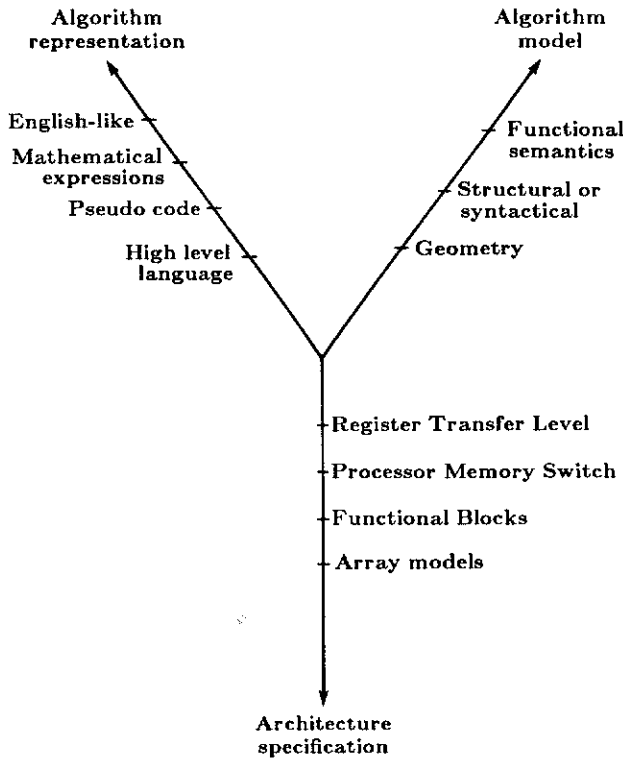 Algorithm
representation
Algorithm
model
English-like
Mathematical
expressions
Pseudo code
High level
language
Functional
semantics
Structural or
syntactical
Geometry
Register Transfer Level
Processor Memory Switch
Functional Blocks
Array models
Architecture
specification